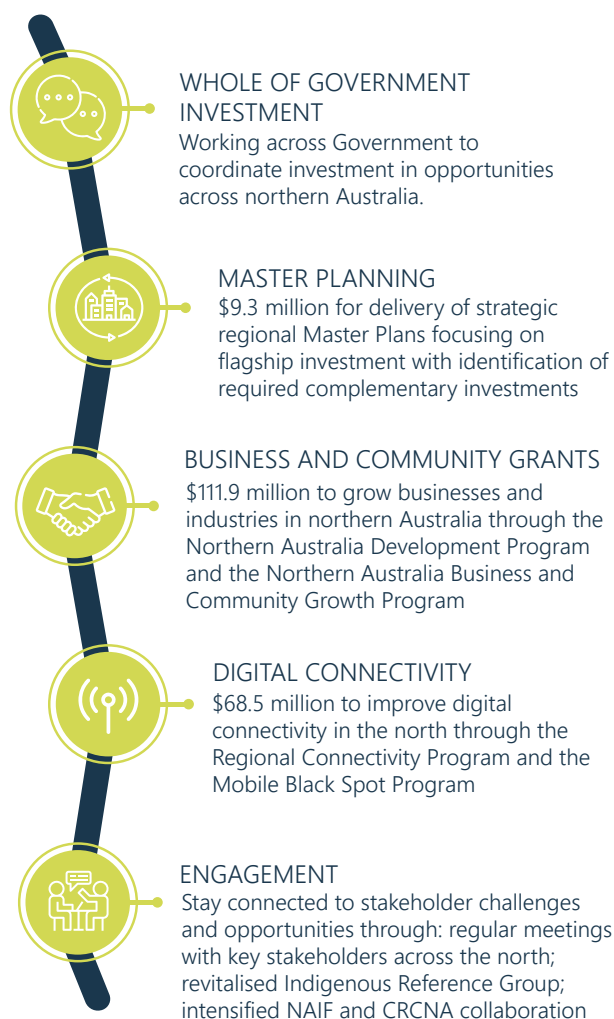 WHOLE OF GOVERNMENT
INVESTMENT
Working across Government to
coordinate investment in opportunities
across northern Australia.
MASTER PLANNING
$9.3 million for delivery of strategic
regional Master Plans focusing on
flagship investment with identification of
required complementary investments
BUSINESS AND COMMUNITY GRANTS
$111.9 million to grow businesses and
industries in northern Australia through the
Northern Australia Development Program
and the Northern Australia Business and
Community Growth Program
DIGITAL CONNECTIVITY
$68.5 million to improve digital
connectivity in the north through the
Regional Connectivity Program and the
Mobile Black Spot Program
ENGAGEMENT
Stay connected to stakeholder challenges
and opportunities through: regular meetings
with key stakeholders across the north;
revitalised Indigenous Reference Group;
intensified NAIF and CRCNA collaboration